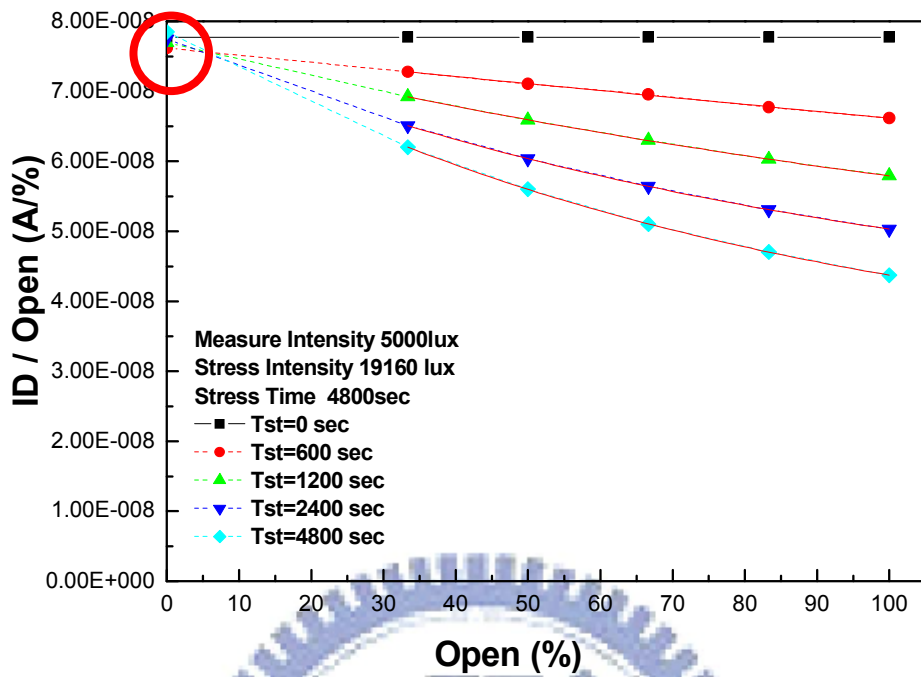 8.00E-008
7.00E-008
6.00E-008
5.00E-008
4.00E-008
3.00E-008
2.00E-008
1.00E-008
0.00E+000
ID / Open (A/%)
Measure Intensity 5000lux
Stress Intensity 19160 lux
Stress Time 4800sec
Tst=0 sec
Tst=600 sec
Tst=1200 sec
Tst=2400 sec
Tst=4800 sec
0 10 20 30 40 50 60 70 80 90 100
Open (%)